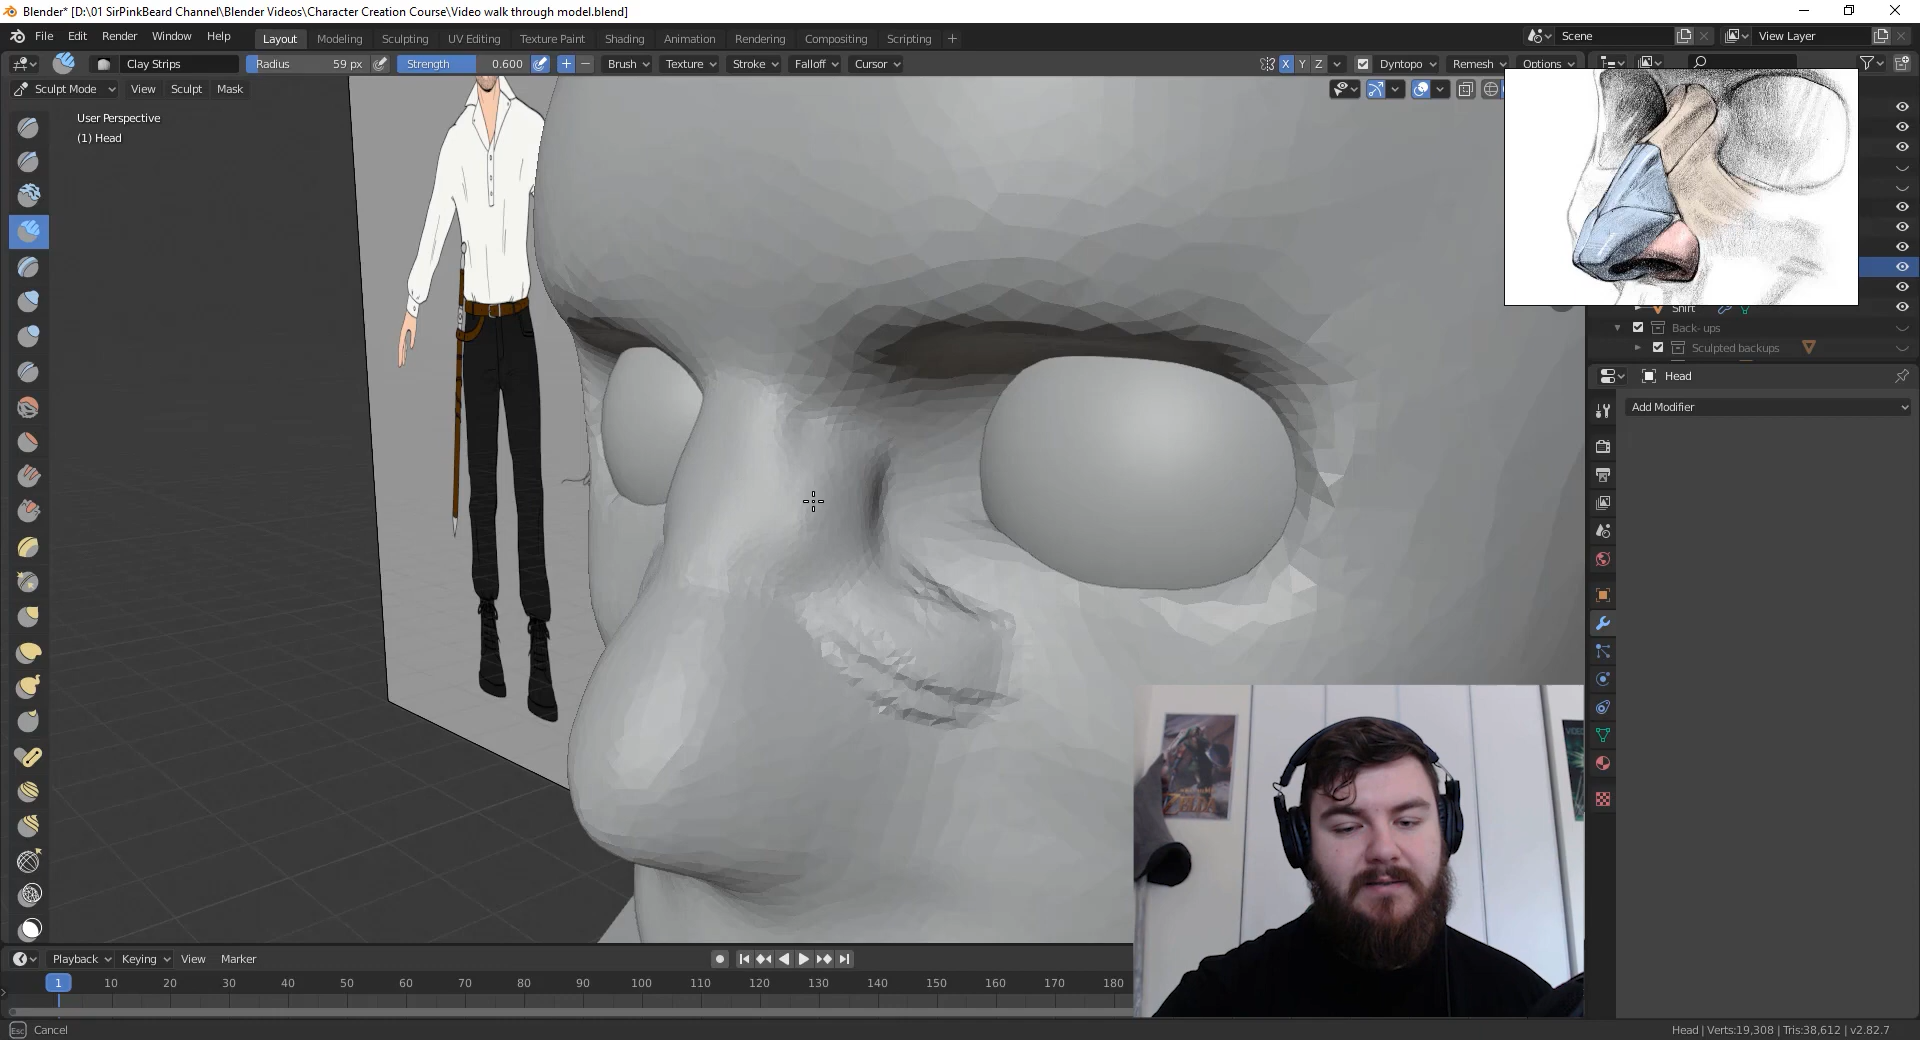 Blender* [D:\01 SirPinkBeard Channel\Blender Videos\Character Creation Course\Video walk through model.blend]
File Edit Render Window Help
Layout Modeling Sculpting UV Editing Texture Paint Shading Animation Rendering Compositing Scripting +
Scene
View Layer
Clay Strips
Radius 59 px
Strength 0.600
Brush Texture Stroke Falloff Cursor
X Y Z
Dyntopo Remesh Options
Sculpt Mode View Sculpt Mask
User Perspective
(1) Head
Shirt
Back- ups
Sculpted backups
Head
Add Modifier
ZELDA
Playback Keying View Marker
1 10 20 30 40 50 60 70 80 90 100 110 120 130 140 150 160 170 180
Esc Cancel
Head | Verts:19,308 | Tris:38,612 | v2.82.7